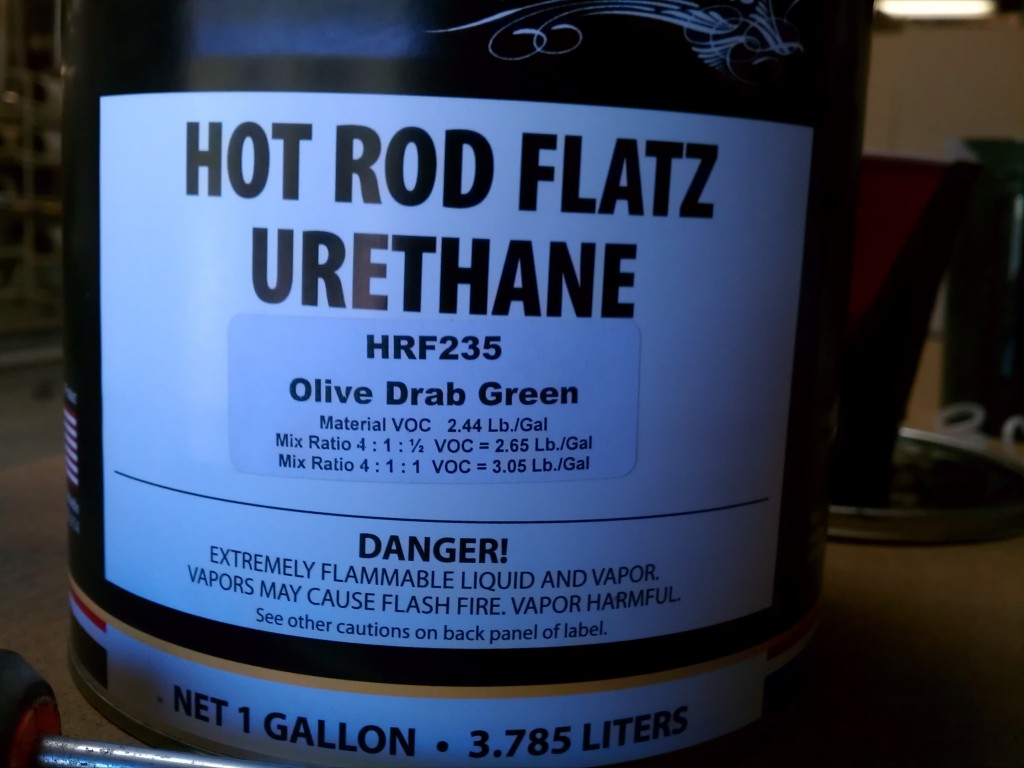 HOT ROD FLATZ
URETHANE
HRF235
Olive Drab Green
Material VOC 2.44 Lb./Gal
Mix Ratio 4 : 1 : ½ VOC = 2.65 Lb./Gal
Mix Ratio 4 : 1 : 1 VOC = 3.05 Lb./Gal
DANGER!
EXTREMELY FLAMMABLE LIQUID AND VAPOR.
VAPORS MAY CAUSE FLASH FIRE. VAPOR HARMFUL.
See other cautions on back panel of label.
NET 1 GALLON • 3.785 LITERS